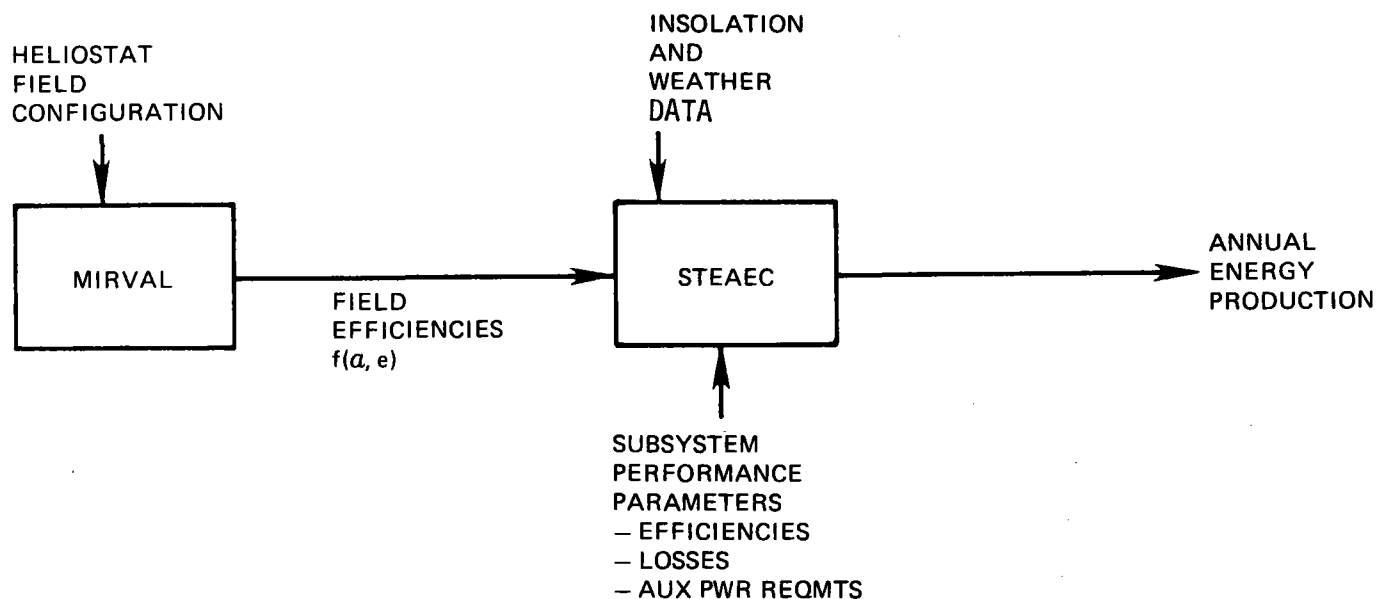 HELIOSTAT
FIELD
CONFIGURATION
INSOLATION
AND
WEATHER
DATA
MIRVAL
FIELD
EFFICIENCIES
f(a, e)
STEAEC
ANNUAL
ENERGY
PRODUCTION
SUBSYSTEM
PERFORMANCE
PARAMETERS
— EFFICIENCIES
— LOSSES
— AUX PWR REQMTS